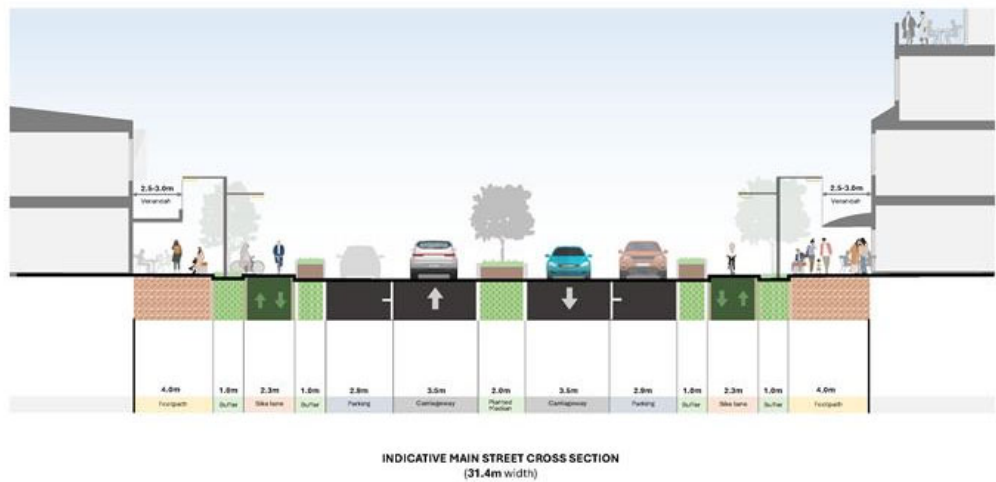 2.5-3.0m
Verandah
2.5-3.0m
Verandah
4.0m 1.0m 2.3m 1.0m 2.9m 3.5m 2.0m 3.5m 2.9m 1.0m 2.3m 1.0m 4.0m
Footpath Buffer Bike lane Buffer Parking Carriageway Planted Median Carriageway Parking Buffer Bike lane Buffer Footpath
INDICATIVE MAIN STREET CROSS SECTION
(31.4m width)